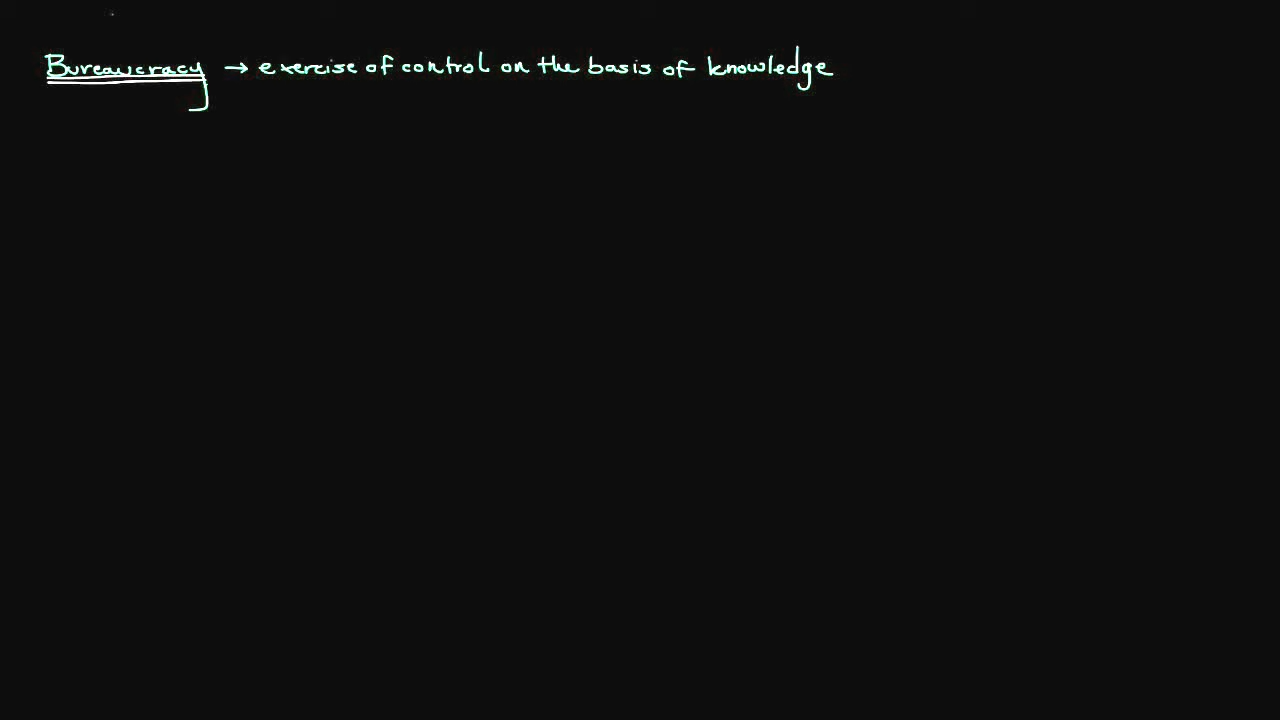 Bureaucracy → exercise of control on the basis of knowledge